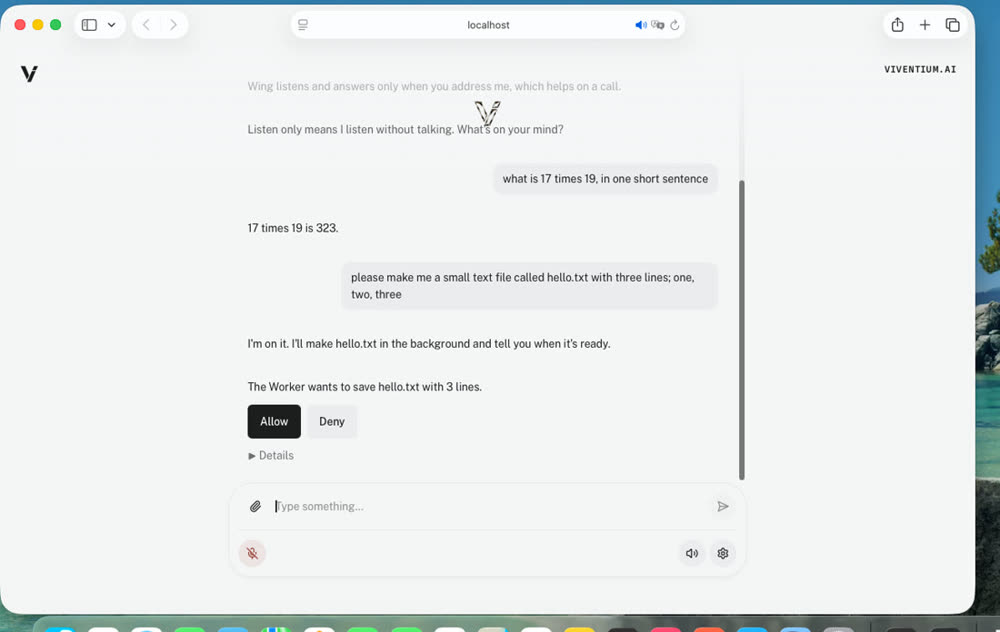 localhost
VIVENTIUM.AI
Wing listens and answers only when you address me, which helps on a call.
Listen only means I listen without talking. What's on your mind?
what is 17 times 19, in one short sentence
17 times 19 is 323.
please make me a small text file called hello.txt with three lines; one,
two, three
I'm on it. I'll make hello.txt in the background and tell you when it's ready.
The Worker wants to save hello.txt with 3 lines.
Allow Deny
Details
Type something...